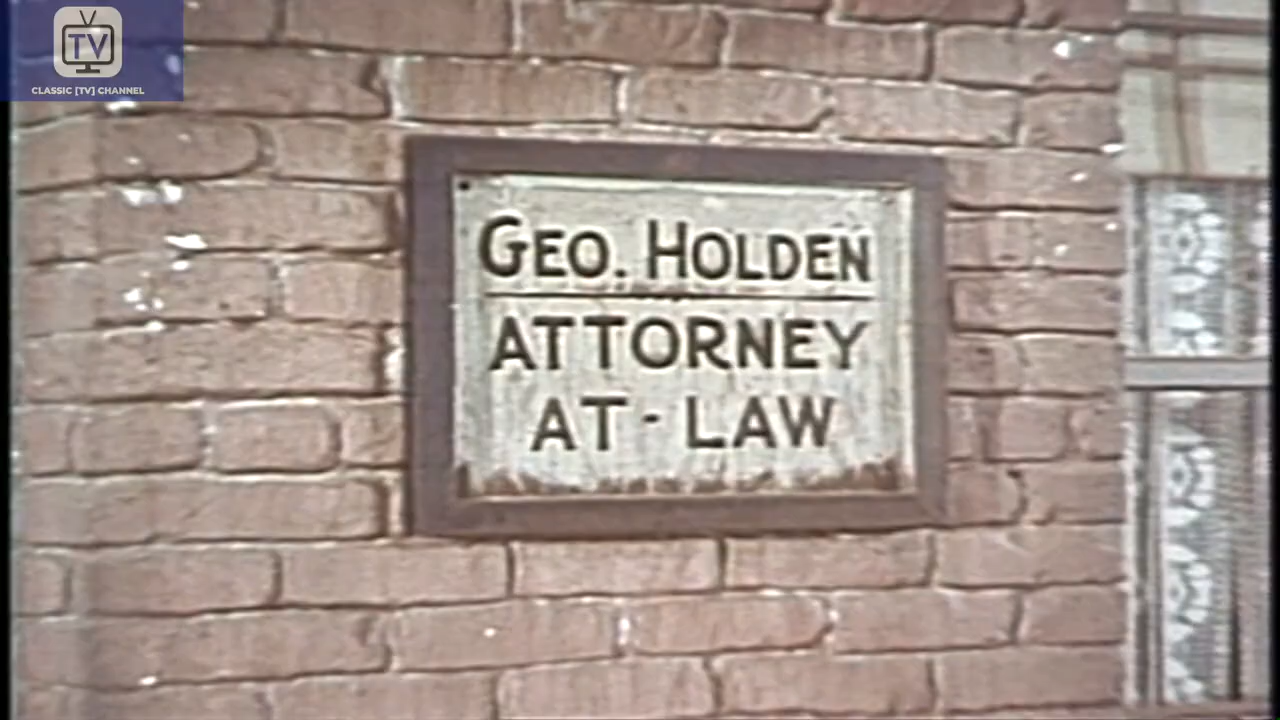 TV
CLASSIC [TV] CHANNEL
GEO. HOLDEN
ATTORNEY
AT-LAW